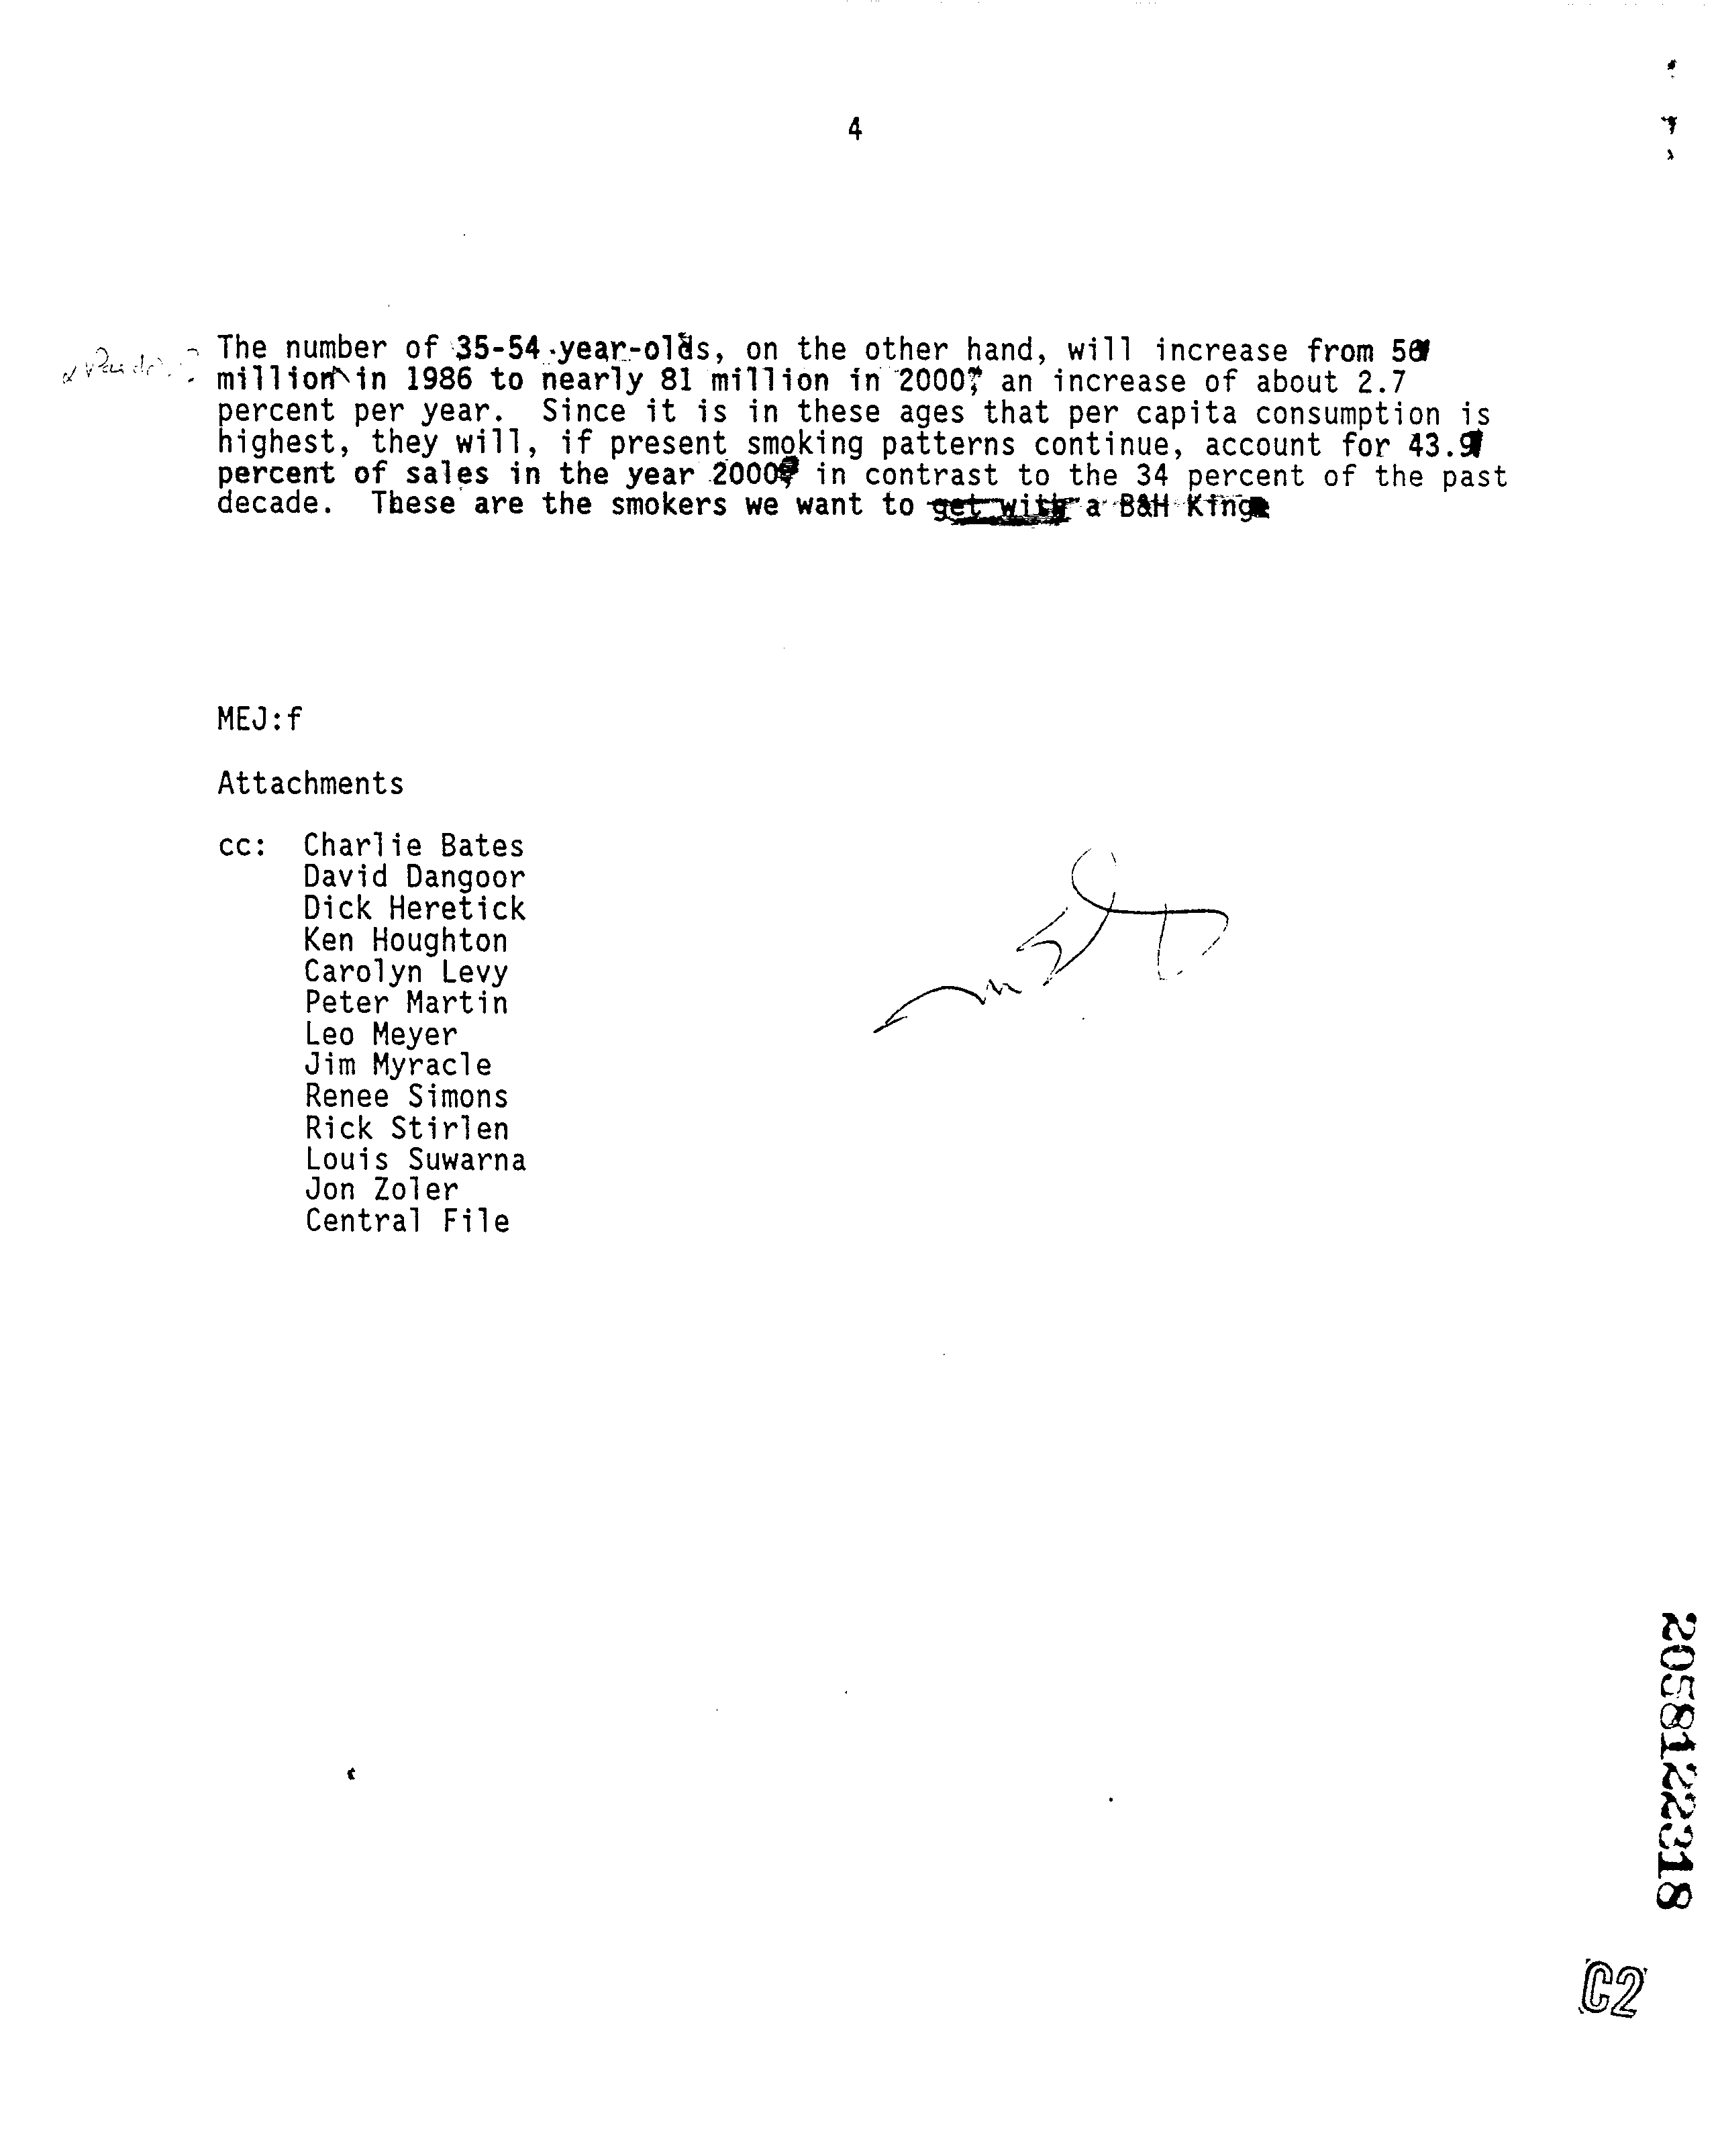 4
The number of 35-54 year-olds, on the other hand, will increase from
million in 1986 to nearly 81 million in 2000, an increase of about 2.7
percent per year. Since it is in these ages that per capita consumption is
highest, they will, if present smoking patterns continue, account for 43.9
percent of sales in the year 2000, in contrast to the 34 percent of the past
decade. These are the smokers we want to get with a B&H King
MEJ:f
Attachments
cc: Charlie Bates
David Dangoor
Dick Heretick
Ken Houghton
Carolyn Levy
Peter Martin
Leo Meyer
Jim Myracle
Renee Simons
Rick Stirlen
Louis Suwarna
Jon Zoler
Central File
2058122318
C2